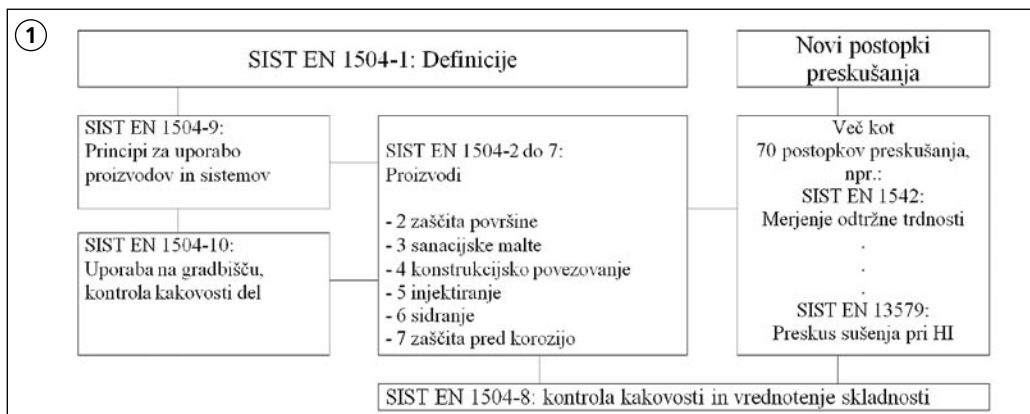 1
SIST EN 1504-1: Definicije
Novi postopki
preskušanja
SIST EN 1504-9:
Principi za uporabo
proizvodov in sistemov
SIST EN 1504-10:
Uporaba na gradbišču,
kontrola kakovosti del
SIST EN 1504-2 do 7:
Proizvodi
- 2 zaščita površine
- 3 sanacijske malte
- 4 konstrukcijsko povezovanje
- 5 injektiranje
- 6 sidranje
- 7 zaščita pred korozijo
Več kot
70 postopkov preskušanja,
npr.:
SIST EN 1542:
Merjenje odtržne trdnosti
.
.
.
SIST EN 13579:
Preskus sušenja pri HI
SIST EN 1504-8: kontrola kakovosti in vrednotenje skladnosti